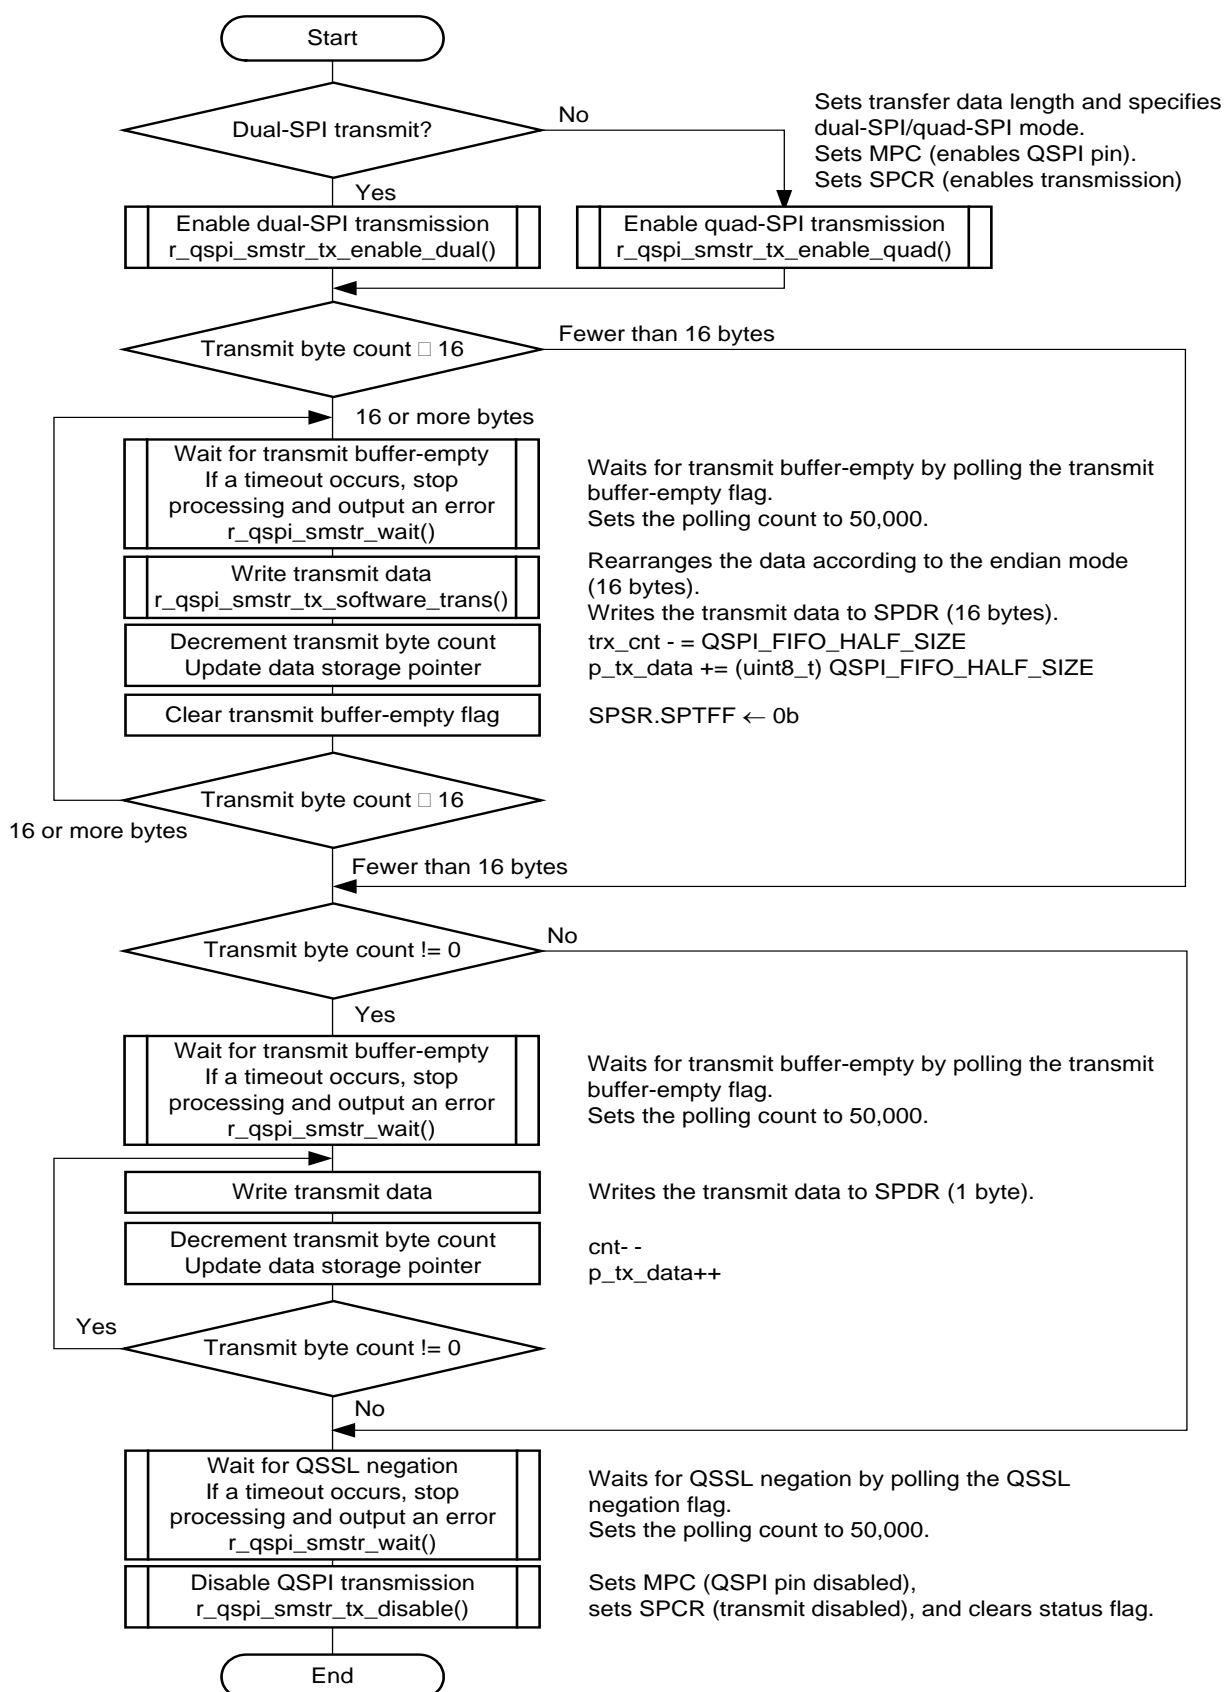 Start
Dual-SPI transmit?
No
Sets transfer data length and specifies
dual-SPI/quad-SPI mode.
Sets MPC (enables QSPI pin).
Sets SPCR (enables transmission)
Yes
Enable dual-SPI transmission
r_qspi_smstr_tx_enable_dual()
Enable quad-SPI transmission
r_qspi_smstr_tx_enable_quad()
Transmit byte count □ 16
Fewer than 16 bytes
16 or more bytes
Wait for transmit buffer-empty
If a timeout occurs, stop
processing and output an error
r_qspi_smstr_wait()
Waits for transmit buffer-empty by polling the transmit
buffer-empty flag.
Sets the polling count to 50,000.
Write transmit data
r_qspi_smstr_tx_software_trans()
Rearranges the data according to the endian mode
(16 bytes).
Writes the transmit data to SPDR (16 bytes).
Decrement transmit byte count
Update data storage pointer
trx_cnt - = QSPI_FIFO_HALF_SIZE
p_tx_data += (uint8_t) QSPI_FIFO_HALF_SIZE
Clear transmit buffer-empty flag
SPSR.SPTFF ← 0b
Transmit byte count □ 16
16 or more bytes
Fewer than 16 bytes
Transmit byte count != 0
No
Yes
Wait for transmit buffer-empty
If a timeout occurs, stop
processing and output an error
r_qspi_smstr_wait()
Waits for transmit buffer-empty by polling the transmit
buffer-empty flag.
Sets the polling count to 50,000.
Write transmit data
Writes the transmit data to SPDR (1 byte).
Decrement transmit byte count
Update data storage pointer
cnt- -
p_tx_data++
Yes
Transmit byte count != 0
No
Wait for QSSL negation
If a timeout occurs, stop
processing and output an error
r_qspi_smstr_wait()
Waits for QSSL negation by polling the QSSL
negation flag.
Sets the polling count to 50,000.
Disable QSPI transmission
r_qspi_smstr_tx_disable()
Sets MPC (QSPI pin disabled),
sets SPCR (transmit disabled), and clears status flag.
End